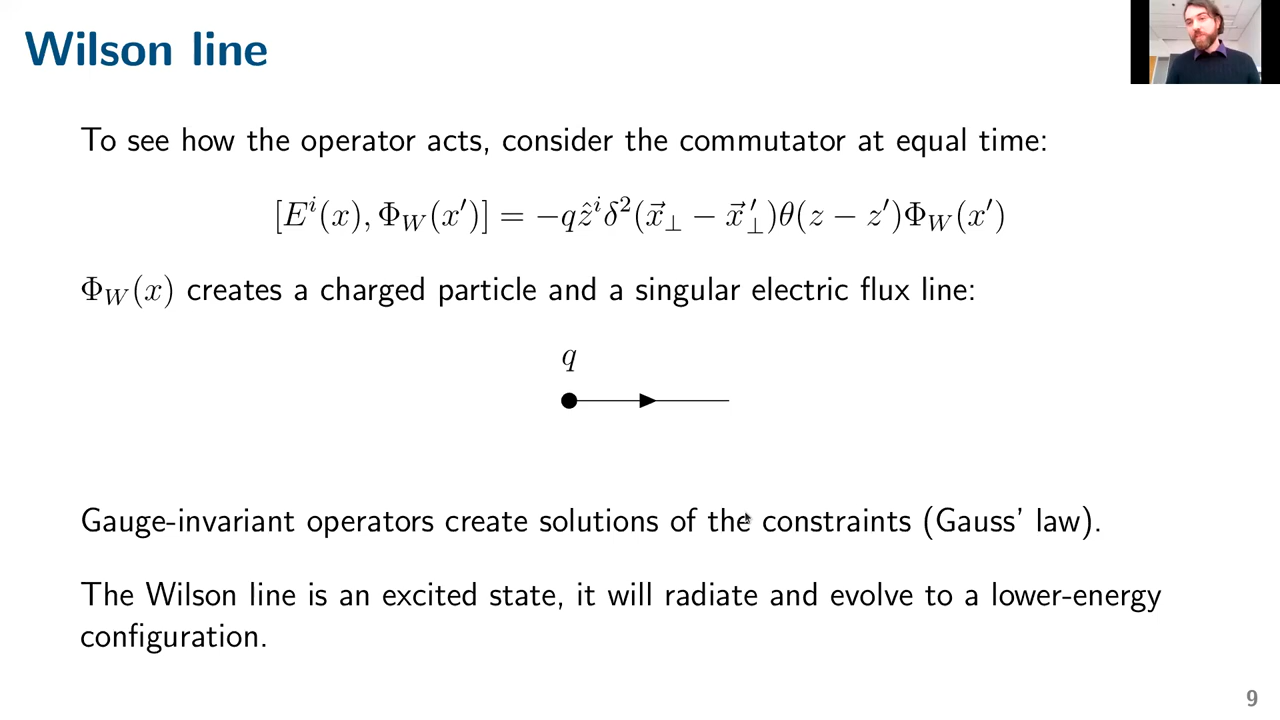 Wilson line
To see how the operator acts, consider the commutator at equal time:
[Eⁱ(x), Φ_W(x′)] = −qẑⁱδ²(x⃗_⊥ − x⃗′_⊥)θ(z − z′)Φ_W(x′)
Φ_W(x) creates a charged particle and a singular electric flux line:
q
Gauge-invariant operators create solutions of the constraints (Gauss' law).
The Wilson line is an excited state, it will radiate and evolve to a lower-energy
configuration.
9